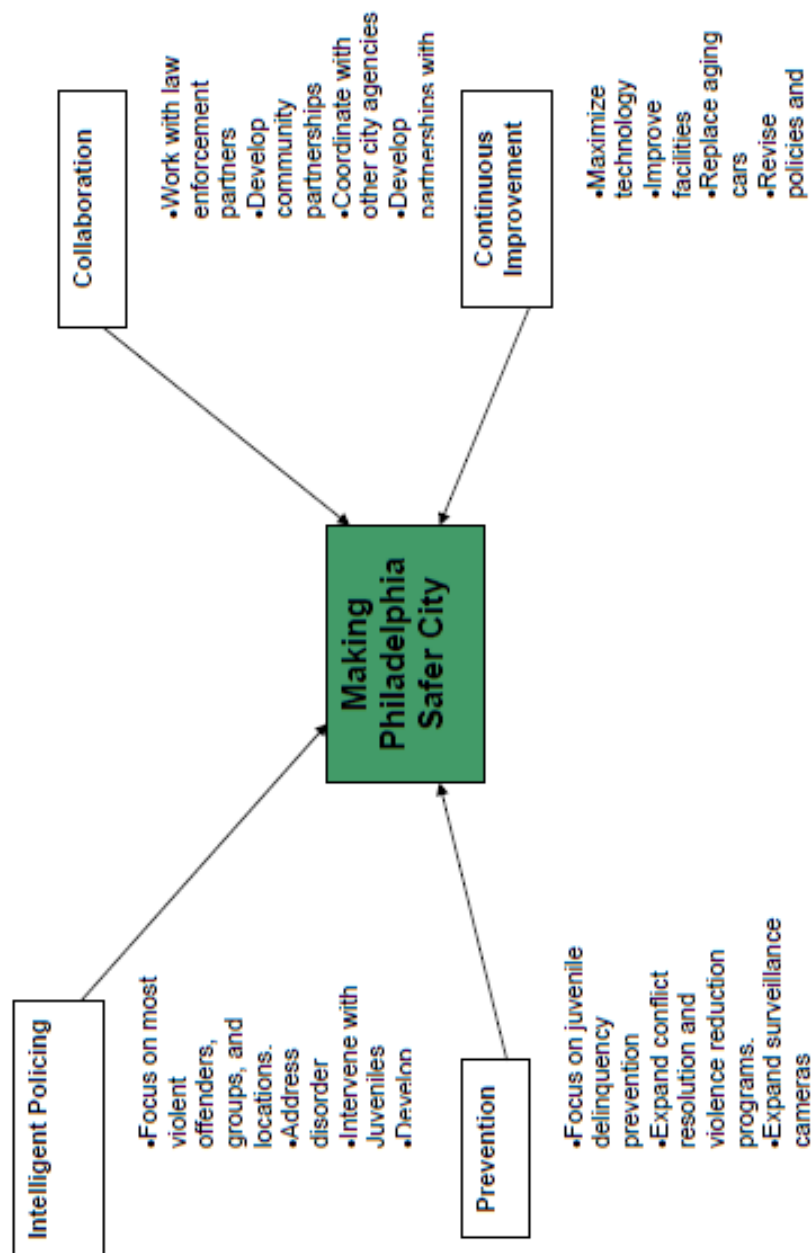 Intelligent Policing
•Focus on most
violent
offenders,
groups, and
locations.
•Address
disorder
•Intervene with
Juveniles
•Develop
Collaboration
•Work with law
enforcement
partners
•Develop
community
partnerships
•Coordinate with
other city agencies
•Develop
partnerships with
Making
Philadelphia
Safer City
Prevention
•Focus on juvenile
delinquency
prevention
•Expand conflict
resolution and
violence reduction
programs.
•Expand surveillance
cameras
Continuous
Improvement
•Maximize
technology
•Improve
facilities
•Replace aging
cars
•Revise
policies and